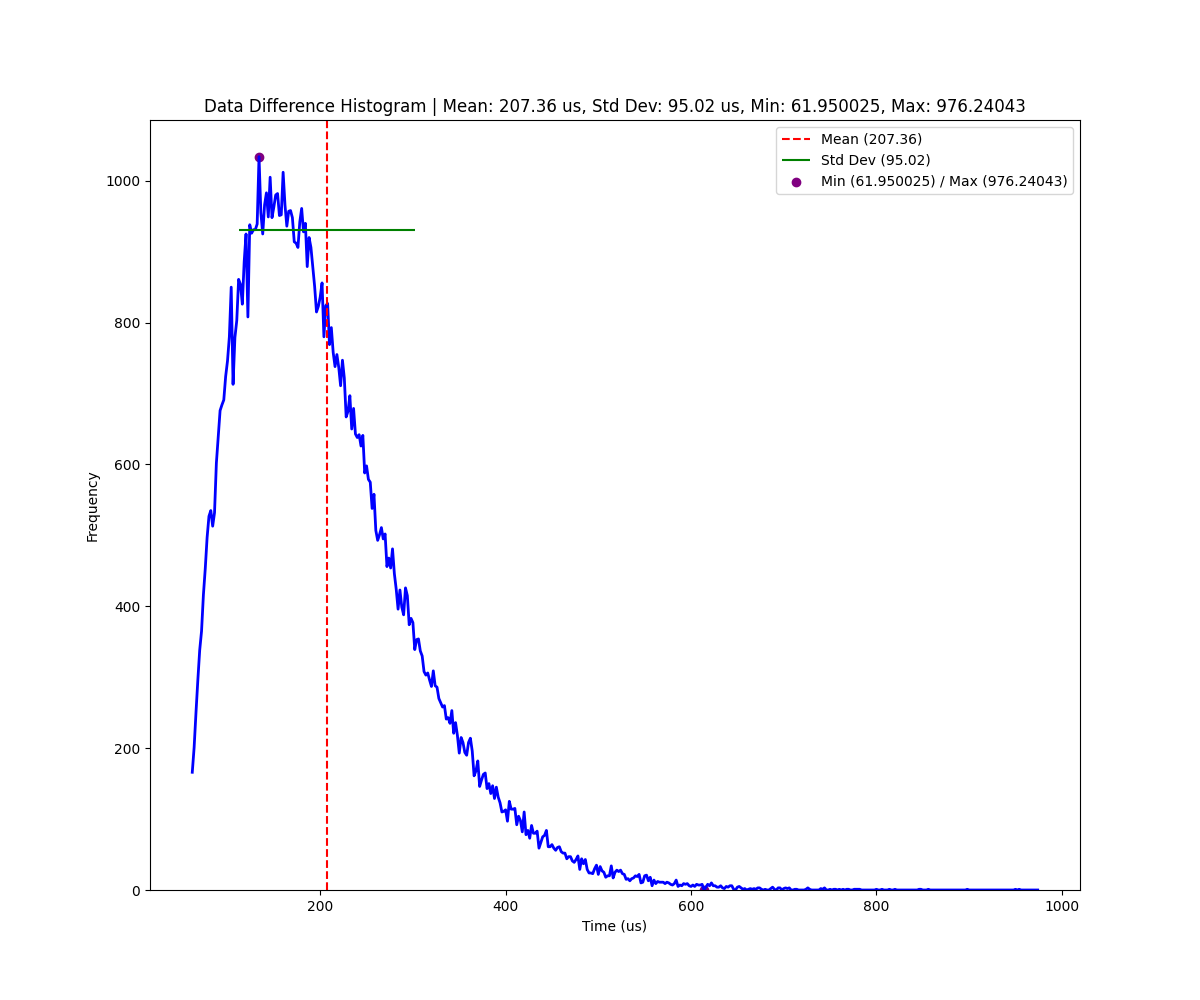 Data Difference Histogram | Mean: 207.36 us, Std Dev: 95.02 us, Min: 61.950025, Max: 976.24043
Mean (207.36)
Std Dev (95.02)
Min (61.950025) / Max (976.24043)
1000
800
600
400
200
0
Frequency
200
400
600
800
1000
Time (us)